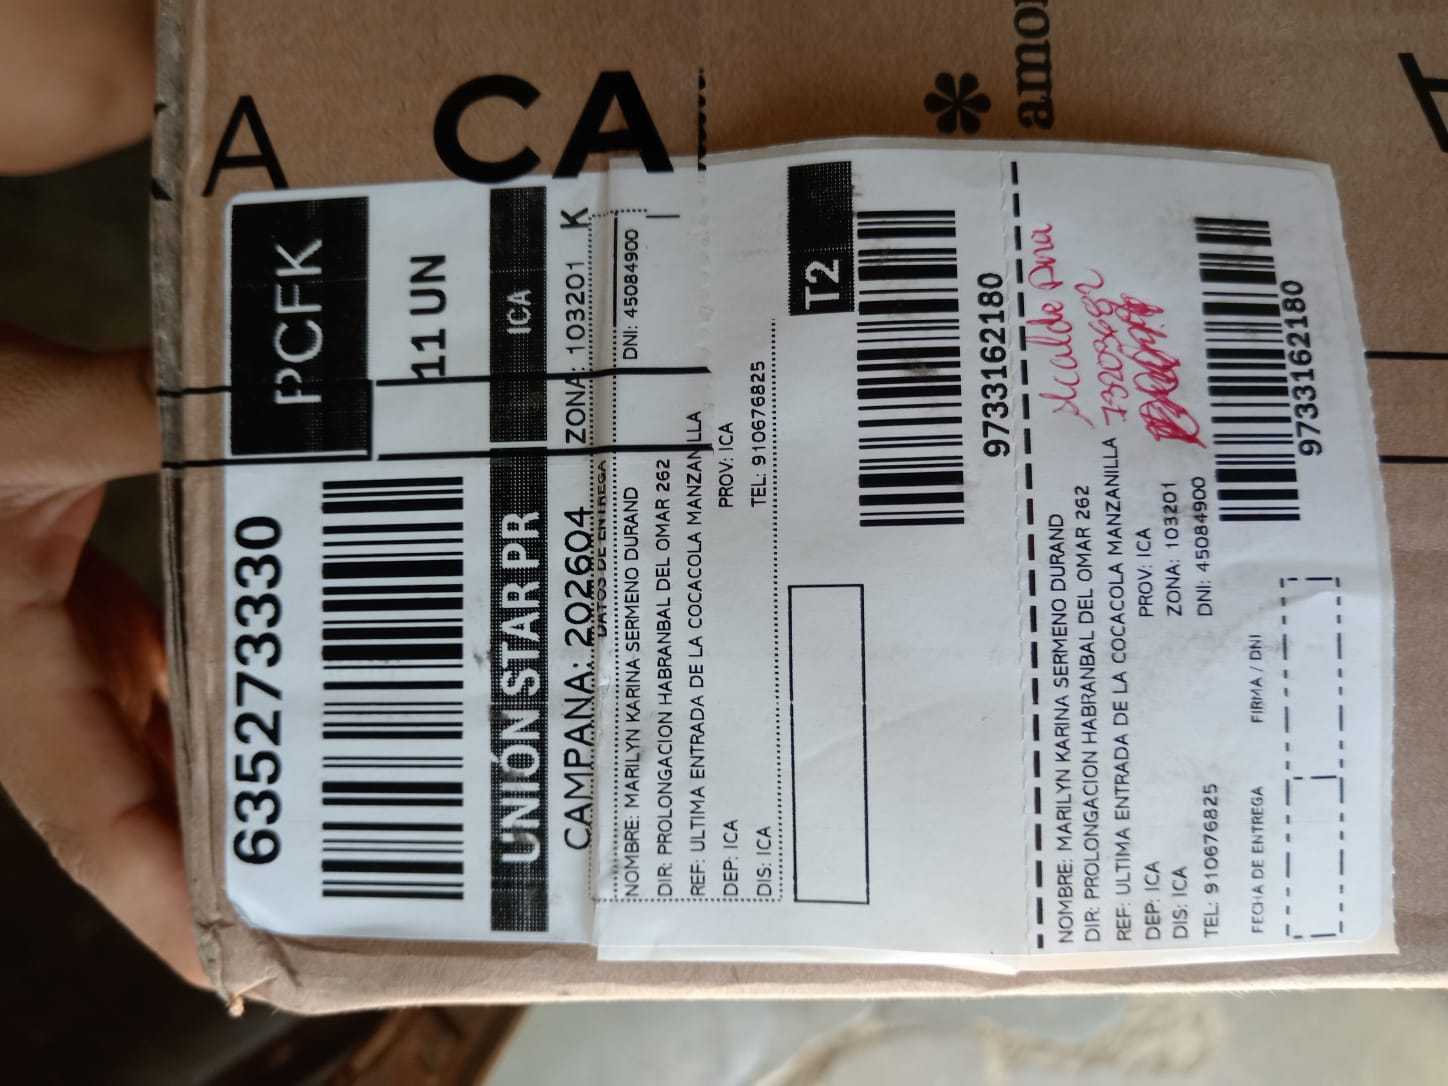 A
CA
amor
6352733330
PCFK
11 UN
UNIÓN STAR PR ICA
CAMPAÑA: 202604 ZONA: 103201 K
DATOS DE ENTREGA
NOMBRE: MARILYN KARINA SERMENO DURAND DNI: 45084900
DIR: PROLONGACION HABRANBAL DEL OMAR 262
REF: ULTIMA ENTRADA DE LA COCACOLA MANZANILLA
DEP: ICA PROV: ICA
DIS: ICA TEL: 910676825
T2
9733162180
NOMBRE: MARILYN KARINA SERMENO DURAND
DIR: PROLONGACION HABRANBAL DEL OMAR 262
REF: ULTIMA ENTRADA DE LA COCACOLA MANZANILLA
DEP: ICA PROV: ICA
DIS: ICA ZONA: 103201
TEL: 910676825 DNI: 45084900
Alcalde
FECHA DE ENTREGA FIRMA / DNI
9733162180